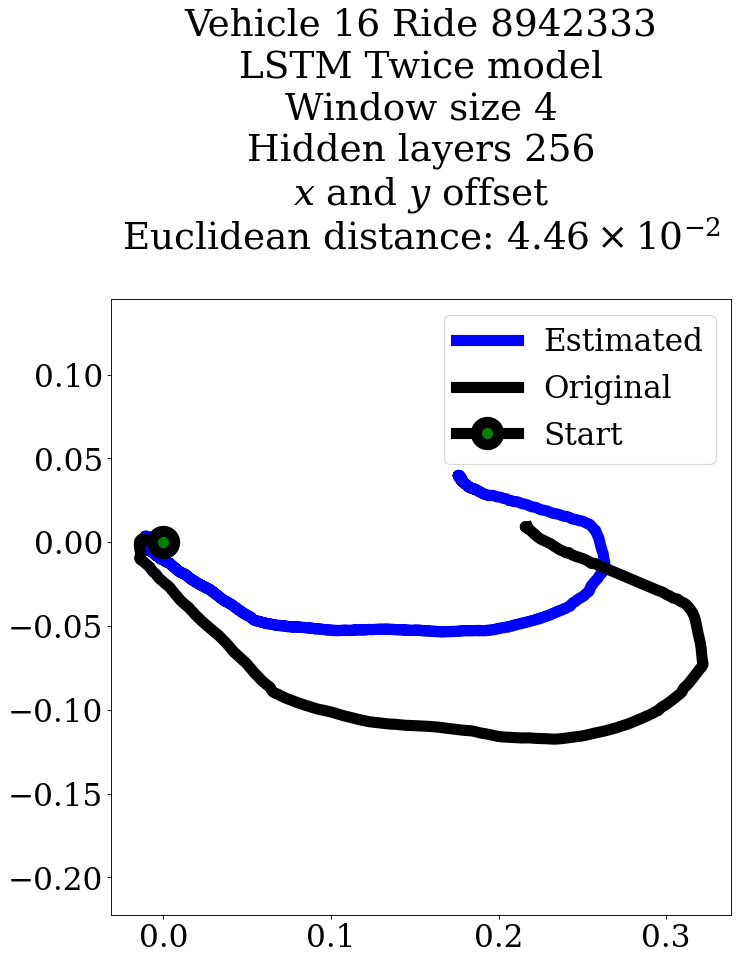 Vehicle 16 Ride 8942333
LSTM Twice model
Window size 4
Hidden layers 256
x and y offset
Euclidean distance: 4.46 × 10⁻²
Estimated
Original
Start
0.10
0.05
0.00
−0.05
−0.10
−0.15
−0.20
0.0 0.1 0.2 0.3